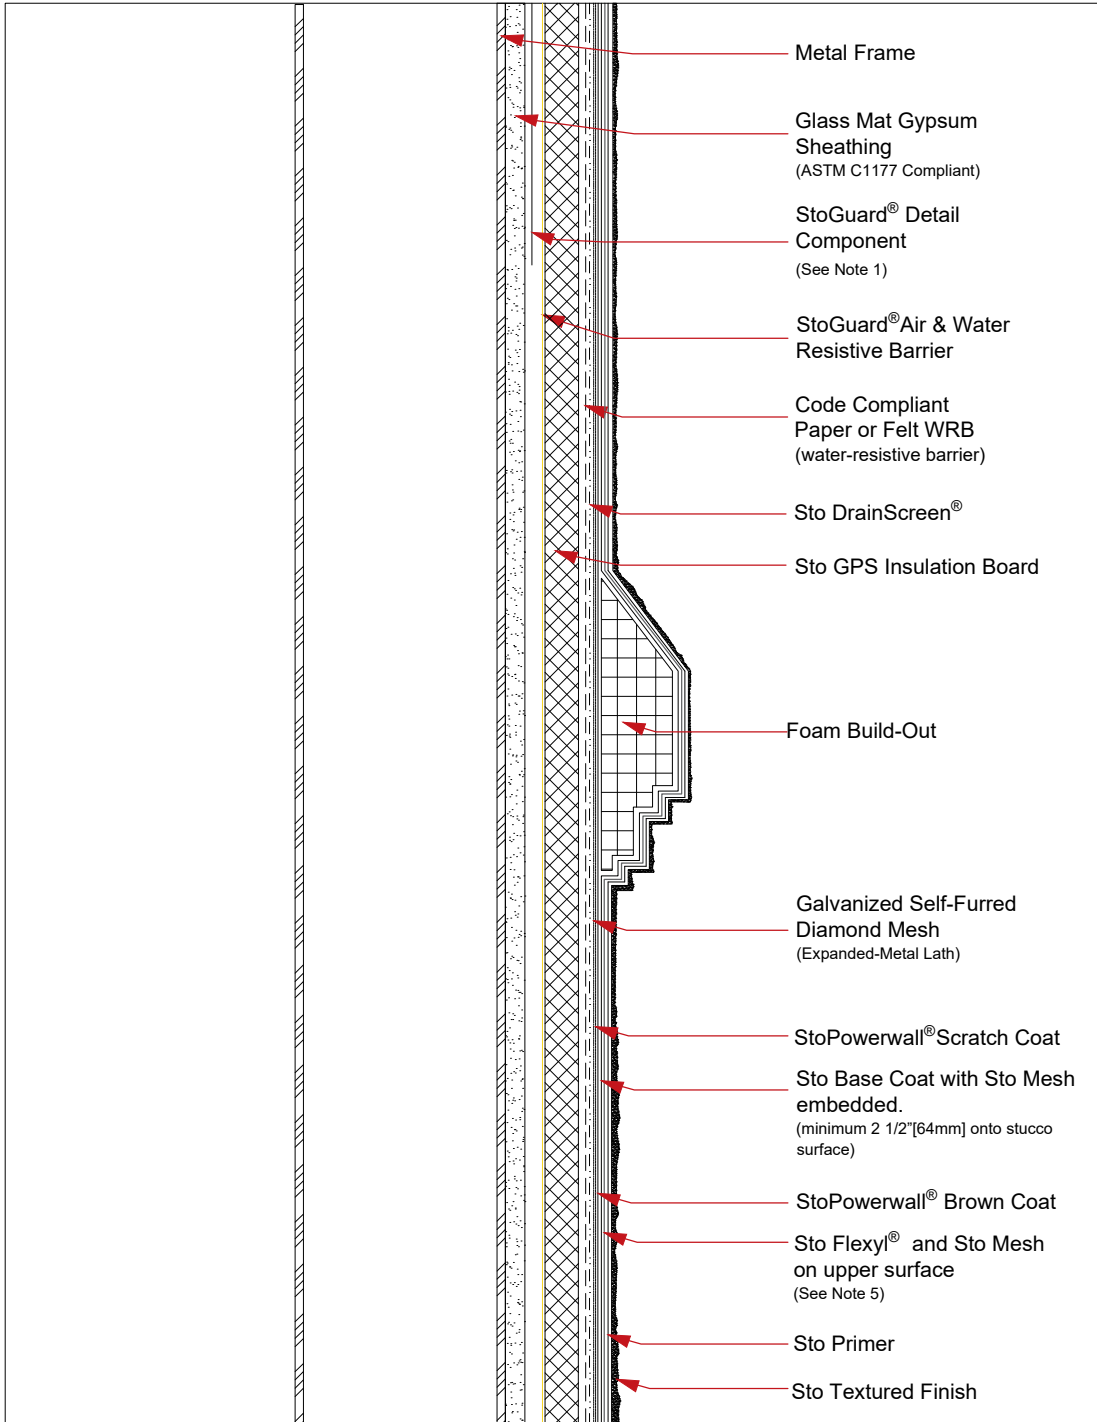 Metal Frame
Glass Mat Gypsum
Sheathing
(ASTM C1177 Compliant)
StoGuard® Detail
Component
(See Note 1)
StoGuard®Air & Water
Resistive Barrier
Code Compliant
Paper or Felt WRB
(water-resistive barrier)
Sto DrainScreen®
Sto GPS Insulation Board
Foam Build-Out
Galvanized Self-Furred
Diamond Mesh
(Expanded-Metal Lath)
StoPowerwall®Scratch Coat
Sto Base Coat with Sto Mesh
embedded.
(minimum 2 1/2"[64mm] onto stucco
surface)
StoPowerwall® Brown Coat
Sto Flexyl® and Sto Mesh
on upper surface
(See Note 5)
Sto Primer
Sto Textured Finish